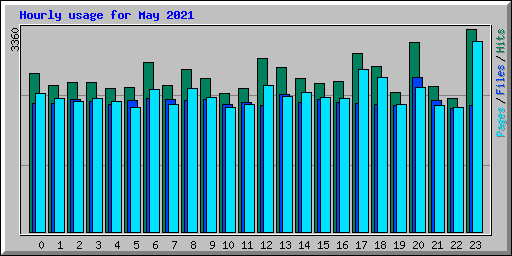 Hourly usage for May 2021
3360
Pages / Files / Hits
0 1 2 3 4 5 6 7 8 9 10 11 12 13 14 15 16 17 18 19 20 21 22 23